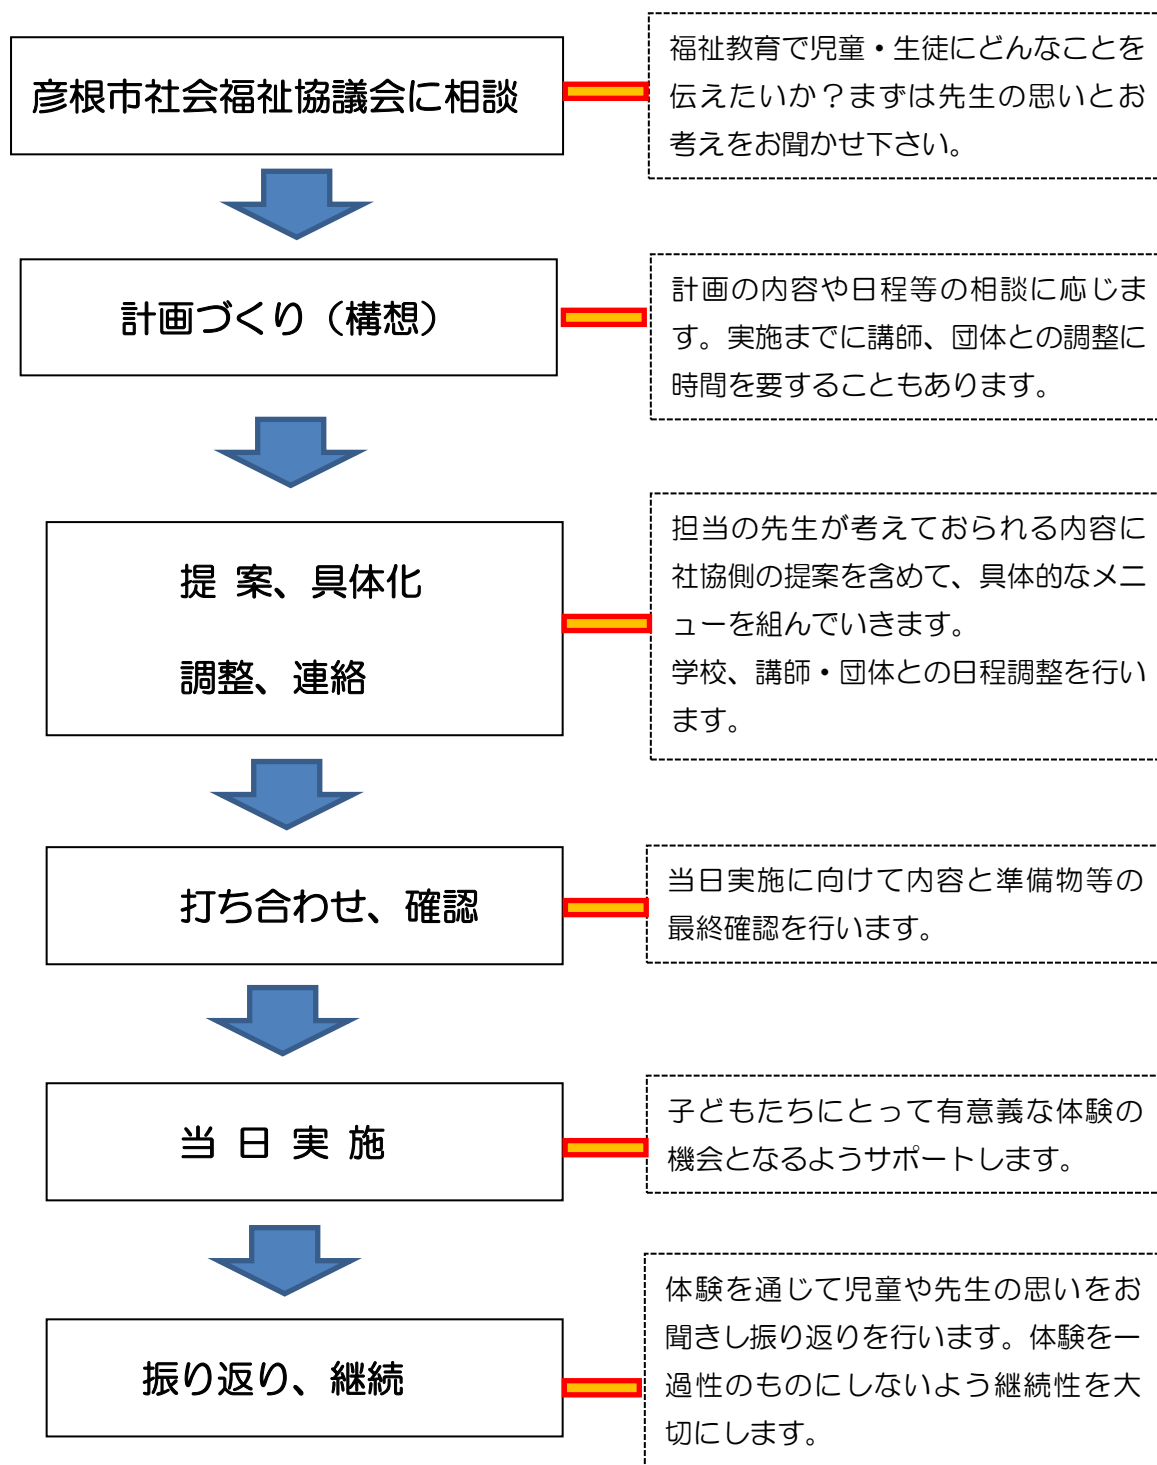 彦根市社会福祉協議会に相談
福祉教育で児童・生徒にどんなことを
伝えたいか？まずは先生の思いとお
考えをお聞かせ下さい。
計画づくり（構想）
計画の内容や日程等の相談に応じま
す。実施までに講師、団体との調整に
時間を要することもあります。
提 案、具体化
調整、連絡
担当の先生が考えておられる内容に
社協側の提案を含めて、具体的なメニ
ューを組んでいきます。
学校、講師・団体との日程調整を行い
ます。
打ち合わせ、確認
当日実施に向けて内容と準備物等の
最終確認を行います。
当 日 実 施
子どもたちにとって有意義な体験の
機会となるようサポートします。
振り返り、継続
体験を通じて児童や先生の思いをお
聞きし振り返りを行います。体験を一
過性のものにしないよう継続性を大
切にします。